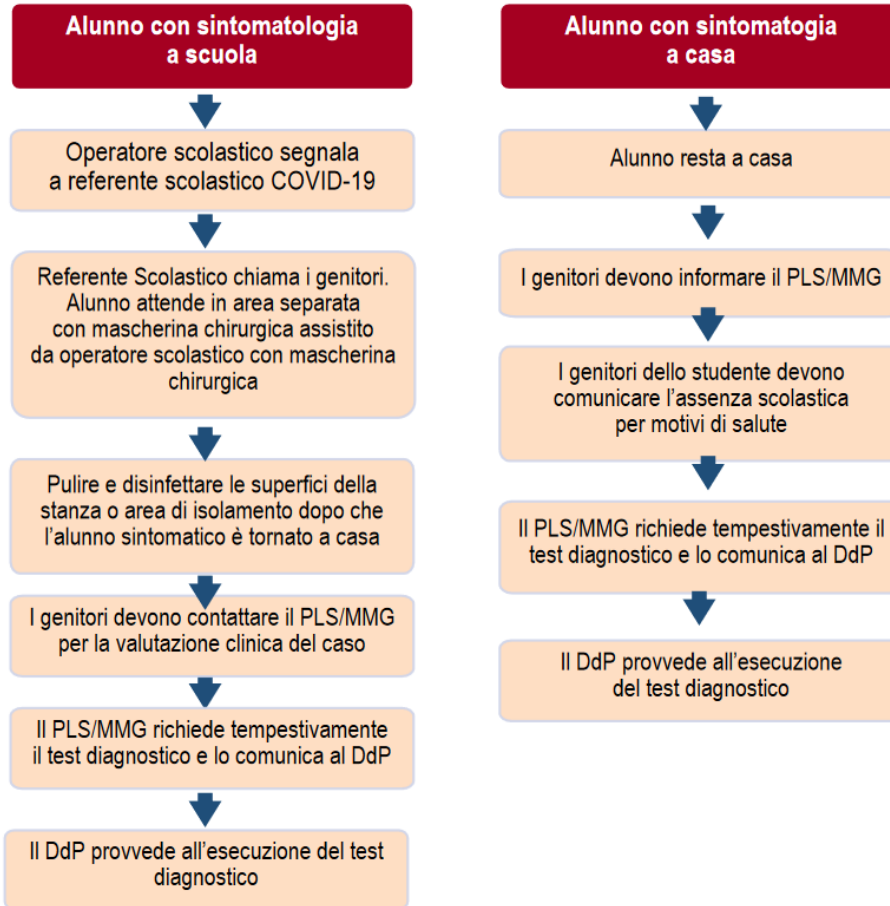 Alunno con sintomatologia
a scuola
Operatore scolastico segnala
a referente scolastico COVID-19
Referente Scolastico chiama i genitori.
Alunno attende in area separata
con mascherina chirurgica assistito
da operatore scolastico con mascherina
chirurgica
Pulire e disinfettare le superfici della
stanza o area di isolamento dopo che
l'alunno sintomatico è tornato a casa
I genitori devono contattare il PLS/MMG
per la valutazione clinica del caso
Il PLS/MMG richiede tempestivamente
il test diagnostico e lo comunica al DdP
Il DdP provvede all'esecuzione del test
diagnostico
Alunno con sintomatogia
a casa
Alunno resta a casa
I genitori devono informare il PLS/MMG
I genitori dello studente devono
comunicare l'assenza scolastica
per motivi di salute
Il PLS/MMG richiede tempestivamente il
test diagnostico e lo comunica al DdP
Il DdP provvede all'esecuzione
del test diagnostico